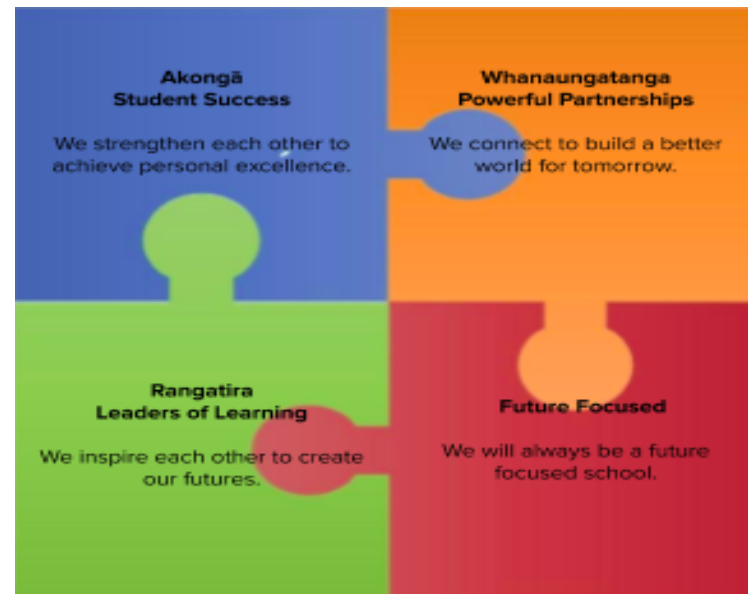 Akongā
Student Success
We strengthen each other to
achieve personal excellence.
Whanaungatanga
Powerful Partnerships
We connect to build a better
world for tomorrow.
Rangatira
Leaders of Learning
We inspire each other to create
our futures.
Future Focused
We will always be a future
focused school.